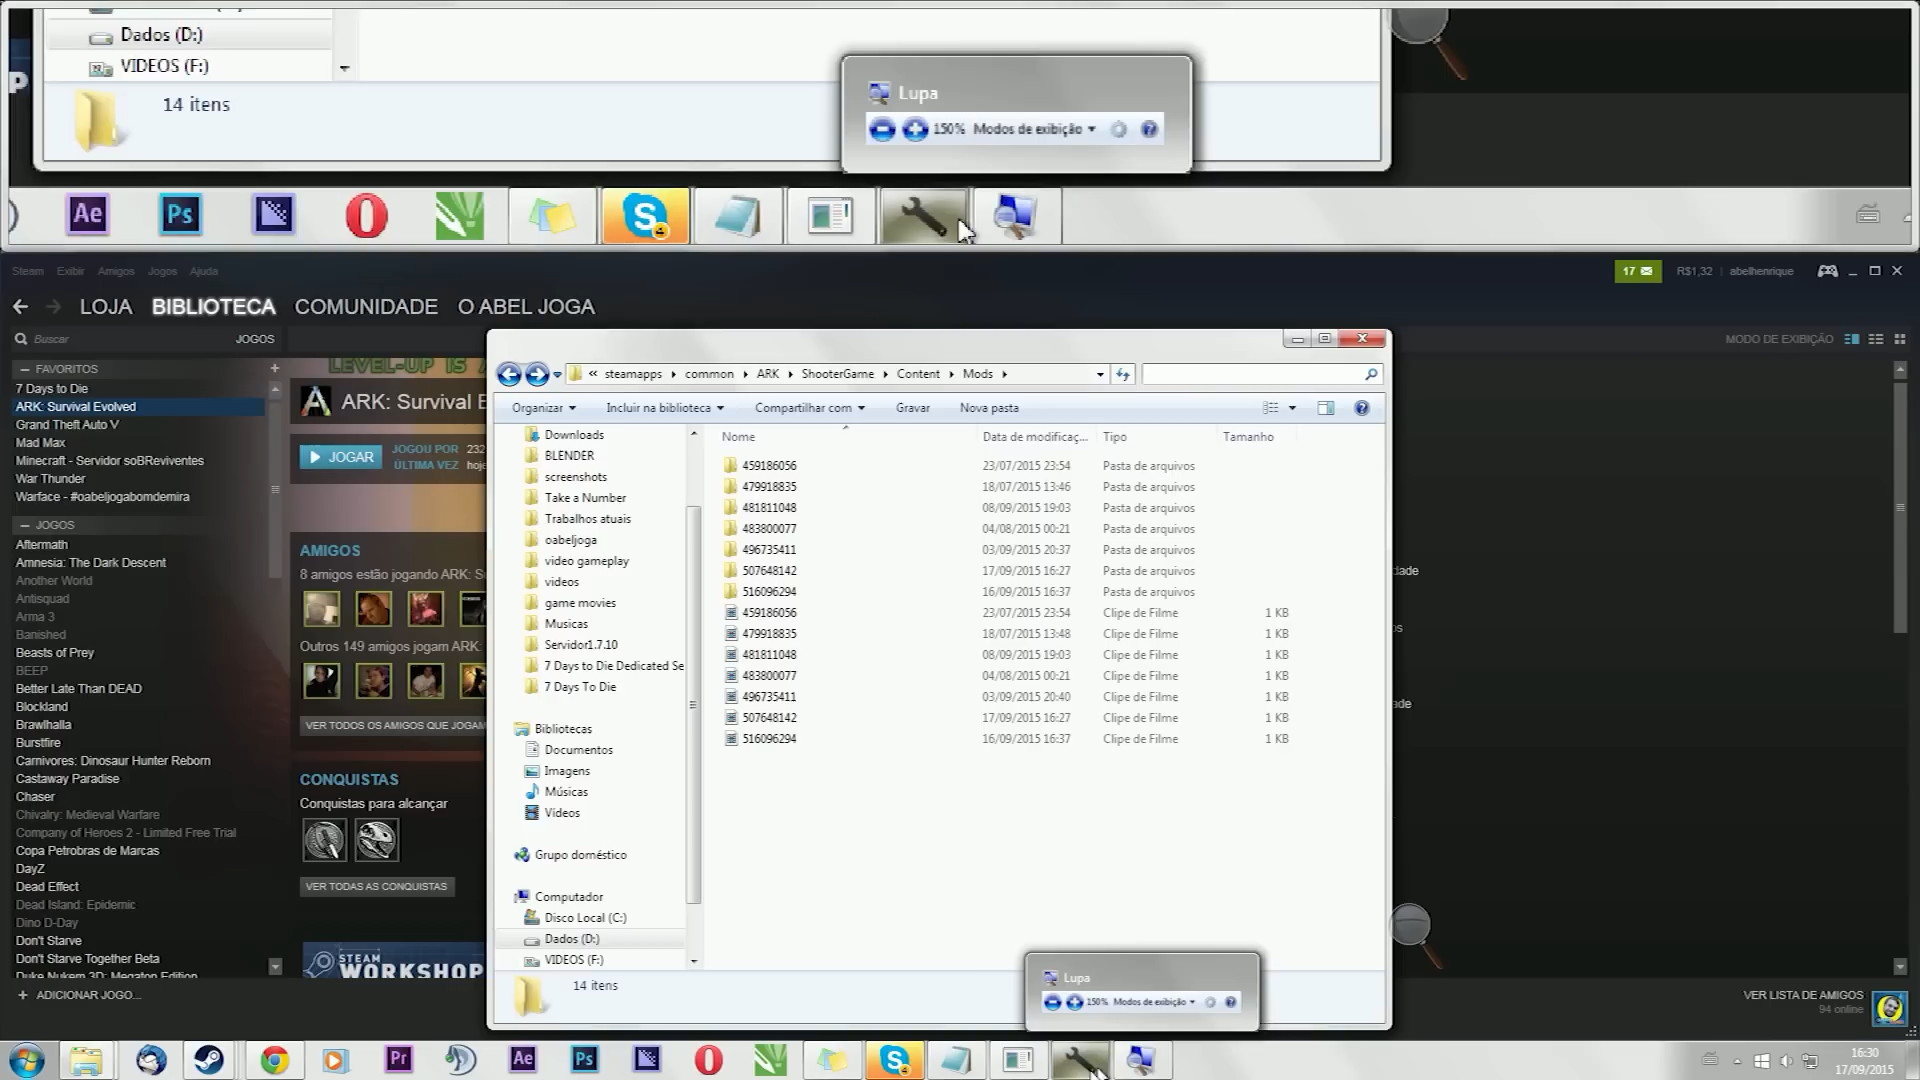 Dados (D:)
VIDEOS (F:)
14 itens
Lupa
150% Modos de exibição
Ae
Ps
S
4
Steam Exibir Amigos Jogos Ajuda
17
R$1,32
abelhenrique
LOJA BIBLIOTECA COMUNIDADE O ABEL JOGA
Buscar
JOGOS
MODO DE EXIBIÇÃO
— FAVORITOS +
7 Days to Die
ARK: Survival Evolved
Grand Theft Auto V
Mad Max
Minecraft - Servidor soBReviventes
War Thunder
Warface - #oabeljogabomdemira
— JOGOS
Aftermath
Amnesia: The Dark Descent
Another World
Antisquad
Arma 3
Banished
Beasts of Prey
BEEP
Better Late Than DEAD
Blockland
Brawlhalla
Burstfire
Carnivores: Dinosaur Hunter Reborn
Castaway Paradise
Chaser
Chivalry: Medieval Warfare
Company of Heroes 2 - Limited Free Trial
Copa Petrobras de Marcas
DayZ
Dead Effect
Dead Island: Epidemic
Dino D-Day
Don't Starve
Don't Starve Together Beta
Duke Nukem 3D: Megaton Edition
+ ADICIONAR JOGO...
LEVEL-UP IS
ARK: Survival E
JOGAR
JOGOU POR 232
ÚLTIMA VEZ hoje
AMIGOS
8 amigos estão jogando ARK: Su
Outros 149 amigos jogam ARK:
VER TODOS OS AMIGOS QUE JOGAM
CONQUISTAS
Conquistas para alcançar
VER TODAS AS CONQUISTAS
STEAM
WORKSHOP
« steamapps
common
ARK
ShooterGame
Content
Mods
Organizar
Incluir na biblioteca
Compartilhar com
Gravar
Nova pasta
Downloads
BLENDER
screenshots
Take a Number
Trabalhos atuais
oabeljoga
video gameplay
videos
game movies
Musicas
Servidor1.7.10
7 Days to Die Dedicated Se
7 Days To Die
Bibliotecas
Documentos
Imagens
Músicas
Vídeos
Grupo doméstico
Computador
Disco Local (C:)
Dados (D:)
VIDEOS (F:)
Nome Data de modificaç... Tipo Tamanho
459186056 23/07/2015 23:54 Pasta de arquivos
479918835 18/07/2015 13:46 Pasta de arquivos
481811048 08/09/2015 19:03 Pasta de arquivos
483800077 04/08/2015 00:21 Pasta de arquivos
496735411 03/09/2015 20:37 Pasta de arquivos
507648142 17/09/2015 16:27 Pasta de arquivos
516096294 16/09/2015 16:37 Pasta de arquivos
459186056 23/07/2015 23:54 Clipe de Filme 1 KB
479918835 18/07/2015 13:48 Clipe de Filme 1 KB
481811048 08/09/2015 19:03 Clipe de Filme 1 KB
483800077 04/08/2015 00:21 Clipe de Filme 1 KB
496735411 03/09/2015 20:40 Clipe de Filme 1 KB
507648142 17/09/2015 16:27 Clipe de Filme 1 KB
516096294 16/09/2015 16:37 Clipe de Filme 1 KB
14 itens
Lupa
150% Modos de exibição
dade
os
de
VER LISTA DE AMIGOS
94 online
Pr
Ae
Ps
S
4
16:30
17/09/2015